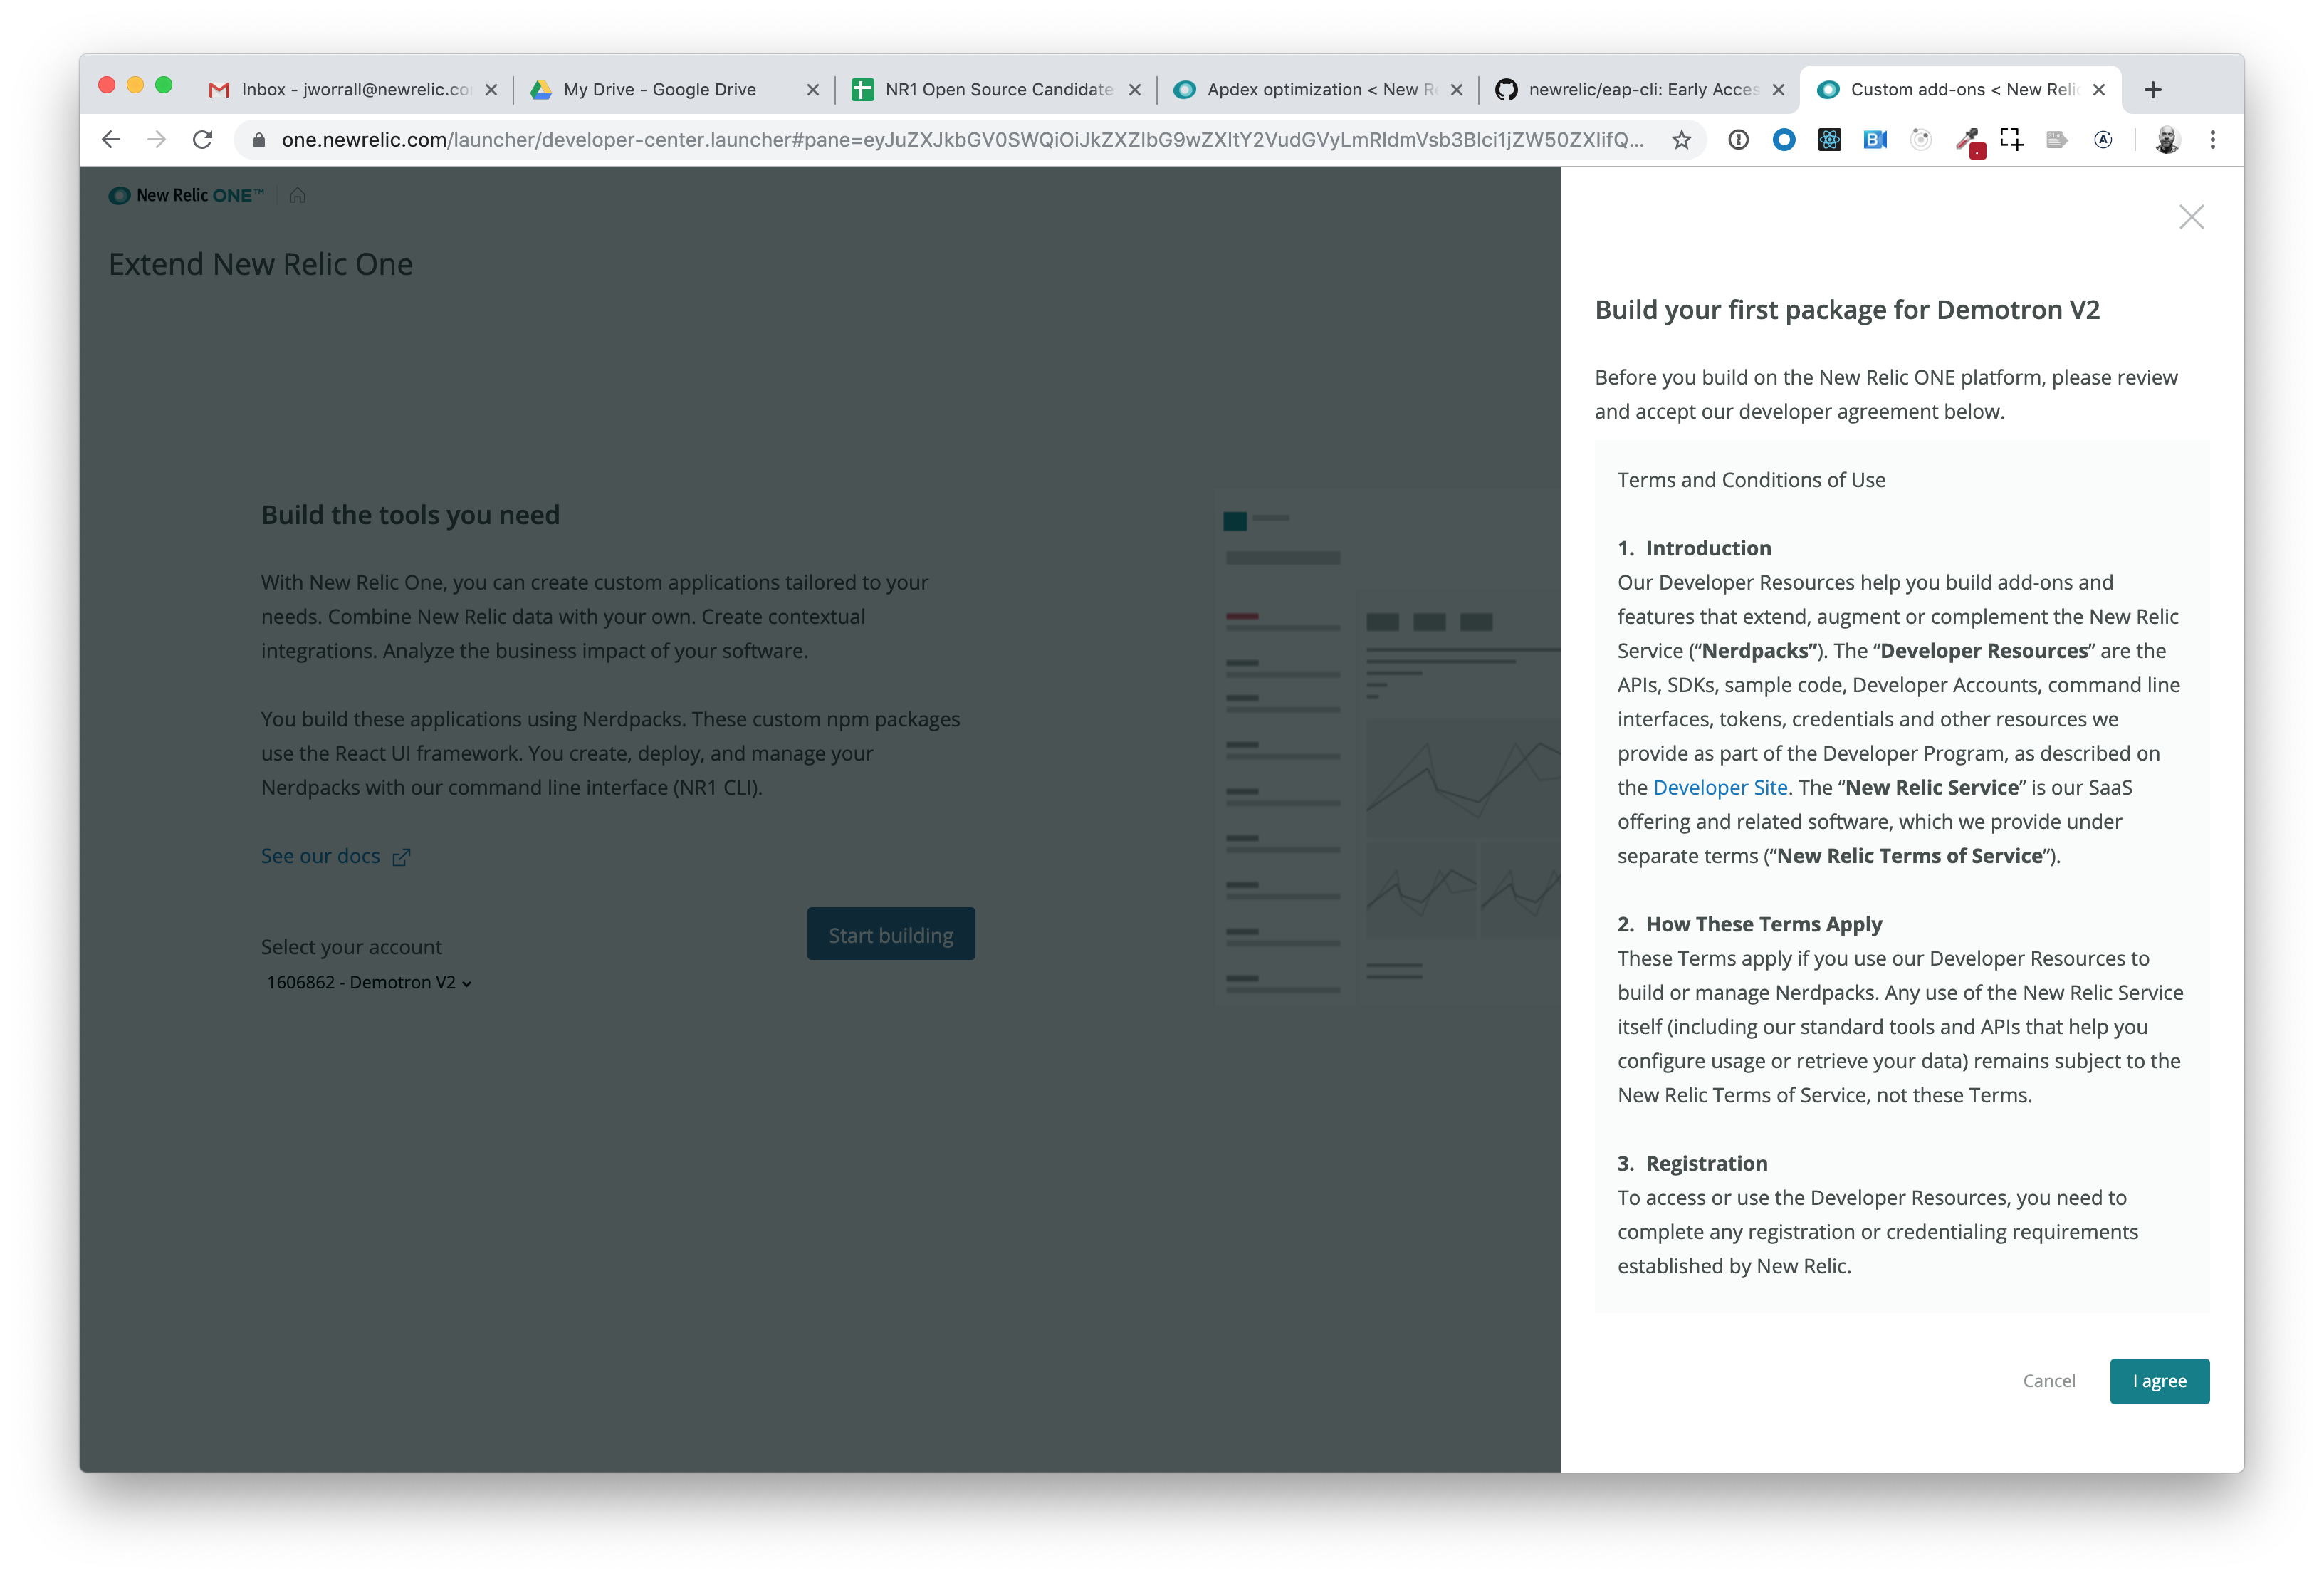 Inbox - jworrall@newrelic.co
My Drive - Google Drive
NR1 Open Source Candidate
Apdex optimization < New R
newrelic/eap-cli: Early Acces
Custom add-ons < New Relic
one.newrelic.com/launcher/developer-center.launcher#pane=eyJuZXJkbGV0SWQiOiJkZXZlbG9wZXItY2VudGVyLmRldmVsb3Blci1jZW50ZXIifQ...
New Relic ONE™
Extend New Relic One
Build the tools you need
With New Relic One, you can create custom applications tailored to your
needs. Combine New Relic data with your own. Create contextual
integrations. Analyze the business impact of your software.
You build these applications using Nerdpacks. These custom npm packages
use the React UI framework. You create, deploy, and manage your
Nerdpacks with our command line interface (NR1 CLI).
See our docs
Select your account
1606862 - Demotron V2
Start building
Build your first package for Demotron V2
Before you build on the New Relic ONE platform, please review
and accept our developer agreement below.
Terms and Conditions of Use
1. Introduction
Our Developer Resources help you build add-ons and
features that extend, augment or complement the New Relic
Service (“Nerdpacks”). The “Developer Resources” are the
APIs, SDKs, sample code, Developer Accounts, command line
interfaces, tokens, credentials and other resources we
provide as part of the Developer Program, as described on
the Developer Site. The “New Relic Service” is our SaaS
offering and related software, which we provide under
separate terms (“New Relic Terms of Service”).
2. How These Terms Apply
These Terms apply if you use our Developer Resources to
build or manage Nerdpacks. Any use of the New Relic Service
itself (including our standard tools and APIs that help you
configure usage or retrieve your data) remains subject to the
New Relic Terms of Service, not these Terms.
3. Registration
To access or use the Developer Resources, you need to
complete any registration or credentialing requirements
established by New Relic.
Cancel
I agree